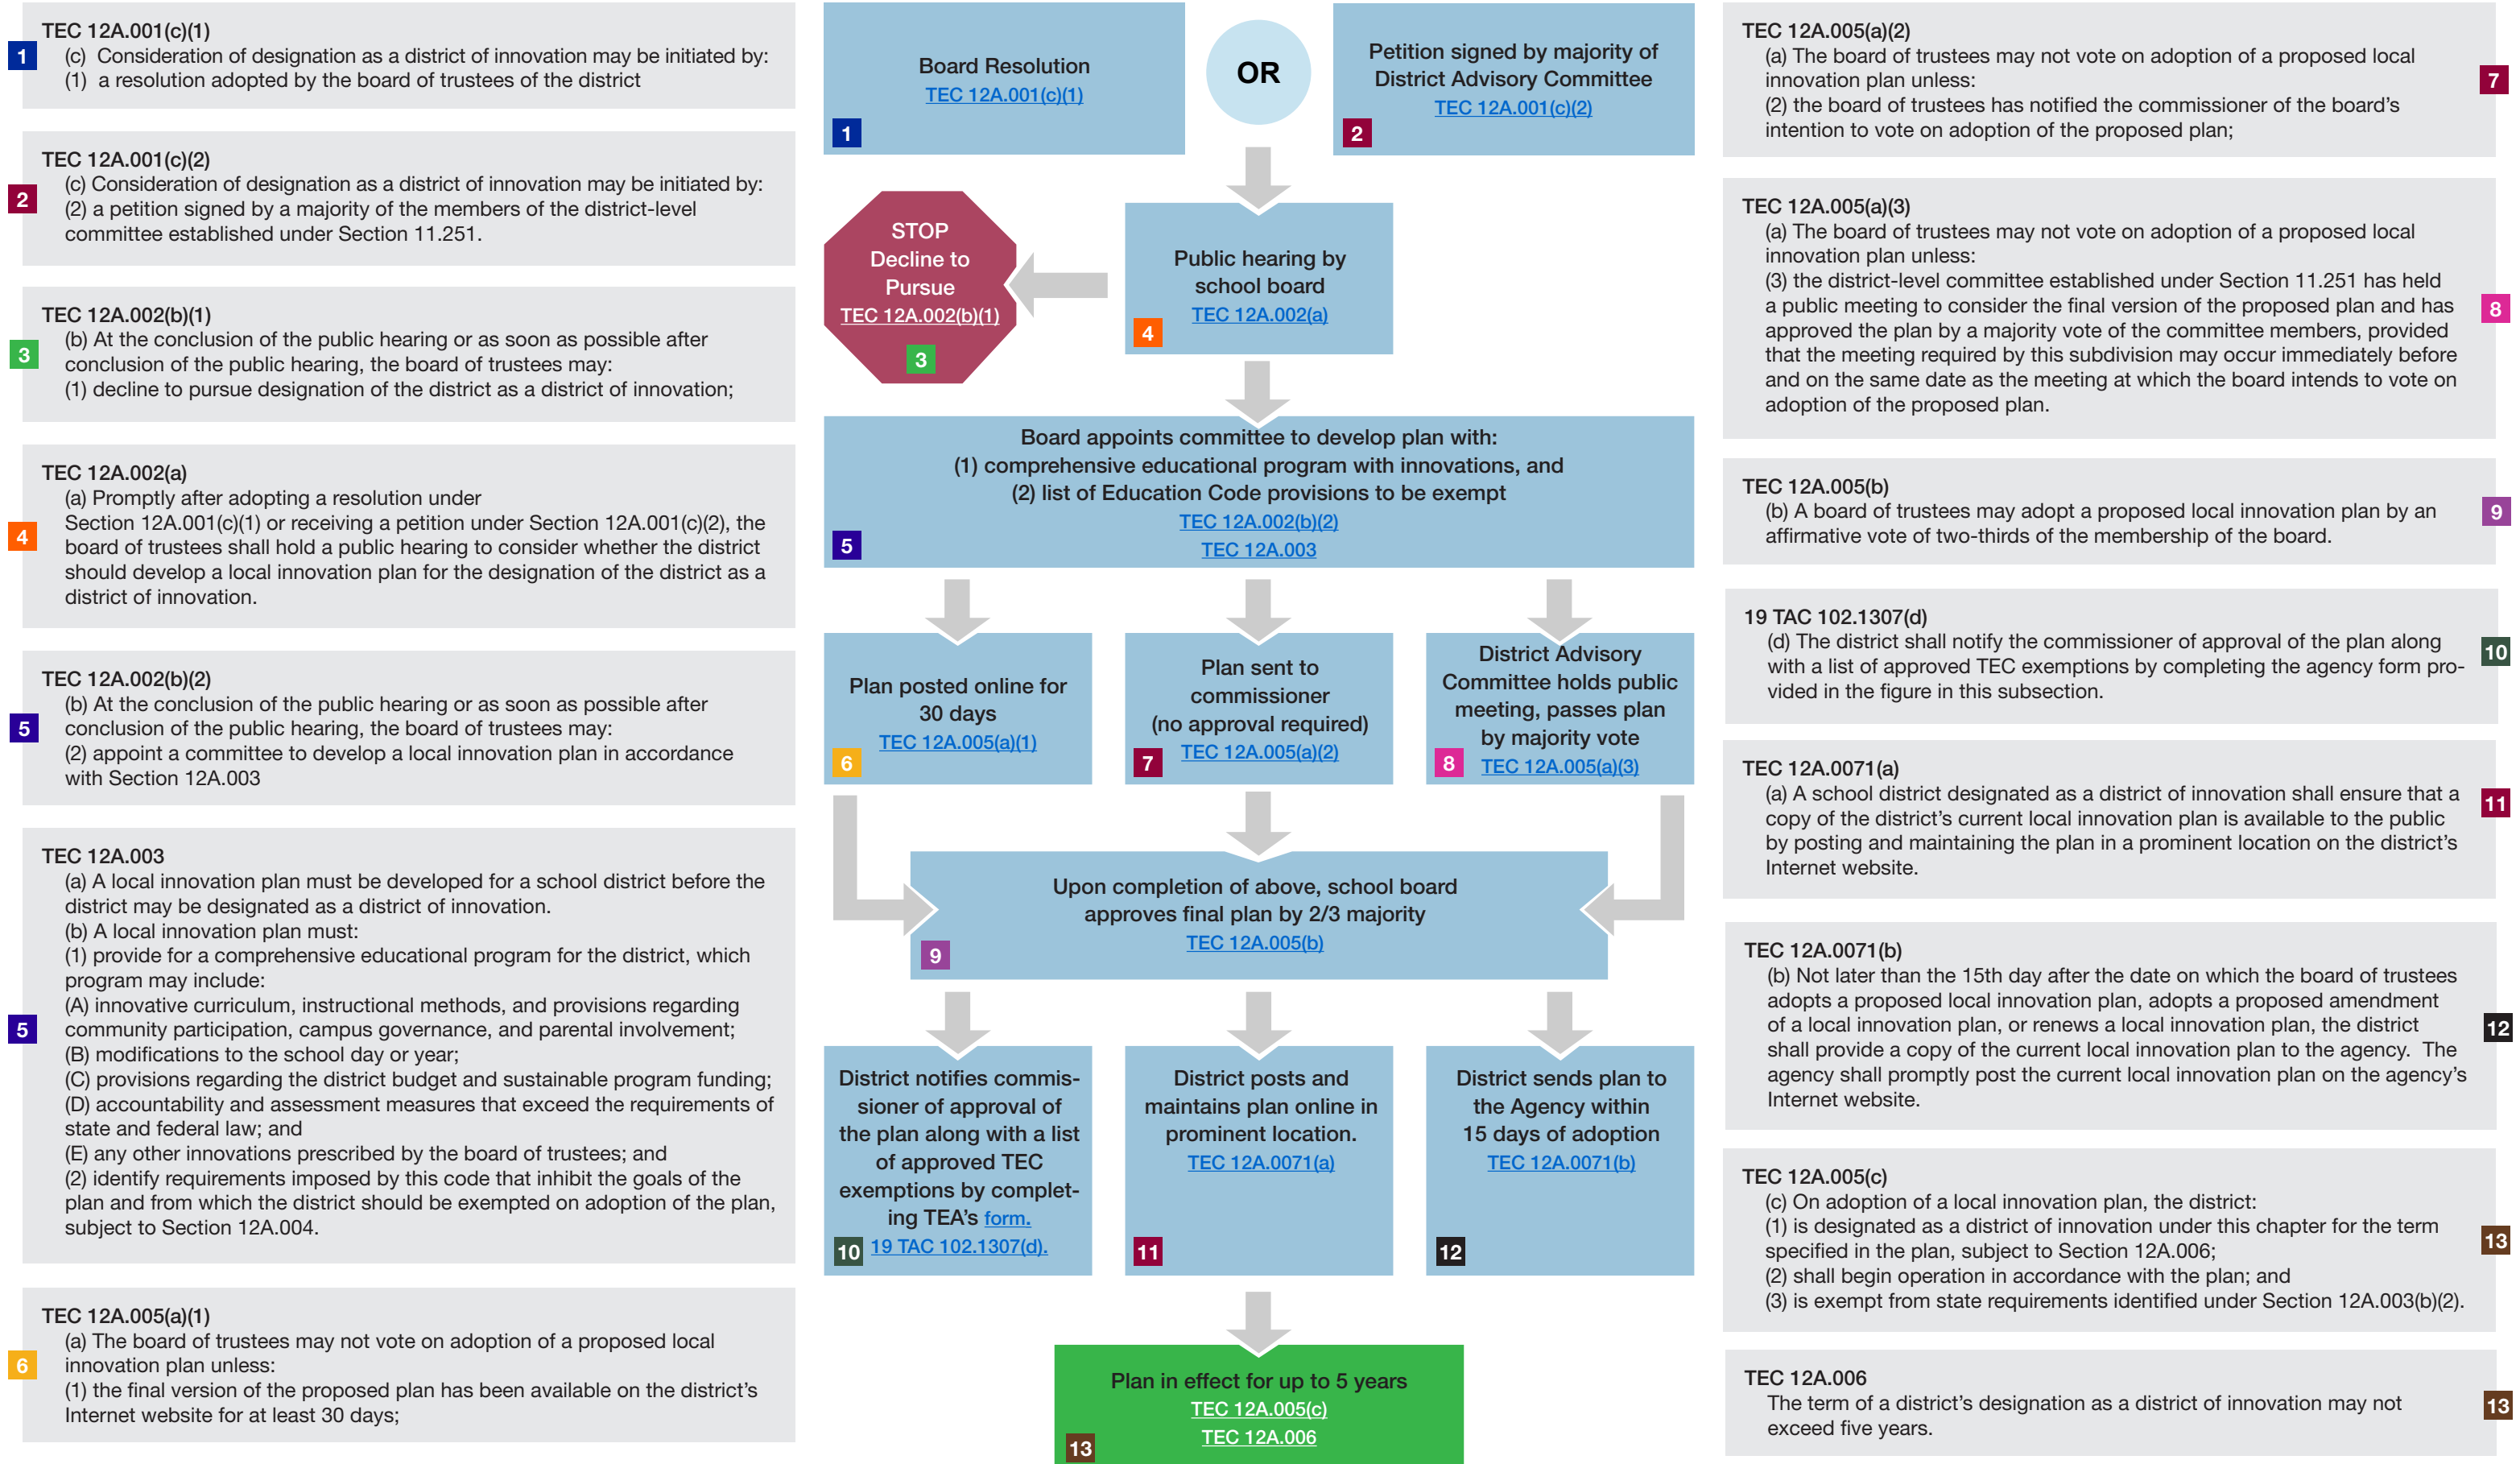 TEC 12A.001(c)(1)
(c) Consideration of designation as a district of innovation may be initiated by:
(1) a resolution adopted by the board of trustees of the district
1
TEC 12A.001(c)(2)
(c) Consideration of designation as a district of innovation may be initiated by:
(2) a petition signed by a majority of the members of the district-level
committee established under Section 11.251.
2
TEC 12A.002(b)(1)
(b) At the conclusion of the public hearing or as soon as possible after
conclusion of the public hearing, the board of trustees may:
(1) decline to pursue designation of the district as a district of innovation;
3
TEC 12A.002(a)
(a) Promptly after adopting a resolution under
Section 12A.001(c)(1) or receiving a petition under Section 12A.001(c)(2), the
board of trustees shall hold a public hearing to consider whether the district
should develop a local innovation plan for the designation of the district as a
district of innovation.
4
TEC 12A.002(b)(2)
(b) At the conclusion of the public hearing or as soon as possible after
conclusion of the public hearing, the board of trustees may:
(2) appoint a committee to develop a local innovation plan in accordance
with Section 12A.003
5
TEC 12A.003
(a) A local innovation plan must be developed for a school district before the
district may be designated as a district of innovation.
(b) A local innovation plan must:
(1) provide for a comprehensive educational program for the district, which
program may include:
(A) innovative curriculum, instructional methods, and provisions regarding
community participation, campus governance, and parental involvement;
(B) modifications to the school day or year;
(C) provisions regarding the district budget and sustainable program funding;
(D) accountability and assessment measures that exceed the requirements of
state and federal law; and
(E) any other innovations prescribed by the board of trustees; and
(2) identify requirements imposed by this code that inhibit the goals of the
plan and from which the district should be exempted on adoption of the plan,
subject to Section 12A.004.
5
TEC 12A.005(a)(1)
(a) The board of trustees may not vote on adoption of a proposed local
innovation plan unless:
(1) the final version of the proposed plan has been available on the district's
Internet website for at least 30 days;
6
Board Resolution
TEC 12A.001(c)(1)
1
OR
Petition signed by majority of
District Advisory Committee
TEC 12A.001(c)(2)
2
STOP
Decline to
Pursue
TEC 12A.002(b)(1)
3
Public hearing by
school board
TEC 12A.002(a)
4
Board appoints committee to develop plan with:
(1) comprehensive educational program with innovations, and
(2) list of Education Code provisions to be exempt
TEC 12A.002(b)(2)
TEC 12A.003
5
Plan posted online for
30 days
TEC 12A.005(a)(1)
6
Plan sent to
commissioner
(no approval required)
TEC 12A.005(a)(2)
7
District Advisory
Committee holds public
meeting, passes plan
by majority vote
TEC 12A.005(a)(3)
8
Upon completion of above, school board
approves final plan by 2/3 majority
TEC 12A.005(b)
9
District notifies commis-
sioner of approval of
the plan along with a list
of approved TEC
exemptions by complet-
ing TEA's form.
19 TAC 102.1307(d).
10
District posts and
maintains plan online in
prominent location.
TEC 12A.0071(a)
11
District sends plan to
the Agency within
15 days of adoption
TEC 12A.0071(b)
12
Plan in effect for up to 5 years
TEC 12A.005(c)
TEC 12A.006
13
TEC 12A.005(a)(2)
(a) The board of trustees may not vote on adoption of a proposed local
innovation plan unless:
(2) the board of trustees has notified the commissioner of the board's
intention to vote on adoption of the proposed plan;
7
TEC 12A.005(a)(3)
(a) The board of trustees may not vote on adoption of a proposed local
innovation plan unless:
(3) the district-level committee established under Section 11.251 has held
a public meeting to consider the final version of the proposed plan and has
approved the plan by a majority vote of the committee members, provided
that the meeting required by this subdivision may occur immediately before
and on the same date as the meeting at which the board intends to vote on
adoption of the proposed plan.
8
TEC 12A.005(b)
(b) A board of trustees may adopt a proposed local innovation plan by an
affirmative vote of two-thirds of the membership of the board.
9
19 TAC 102.1307(d)
(d) The district shall notify the commissioner of approval of the plan along
with a list of approved TEC exemptions by completing the agency form pro-
vided in the figure in this subsection.
10
TEC 12A.0071(a)
(a) A school district designated as a district of innovation shall ensure that a
copy of the district's current local innovation plan is available to the public
by posting and maintaining the plan in a prominent location on the district's
Internet website.
11
TEC 12A.0071(b)
(b) Not later than the 15th day after the date on which the board of trustees
adopts a proposed local innovation plan, adopts a proposed amendment
of a local innovation plan, or renews a local innovation plan, the district
shall provide a copy of the current local innovation plan to the agency. The
agency shall promptly post the current local innovation plan on the agency's
Internet website.
12
TEC 12A.005(c)
(c) On adoption of a local innovation plan, the district:
(1) is designated as a district of innovation under this chapter for the term
specified in the plan, subject to Section 12A.006;
(2) shall begin operation in accordance with the plan; and
(3) is exempt from state requirements identified under Section 12A.003(b)(2).
13
TEC 12A.006
The term of a district's designation as a district of innovation may not
exceed five years.
13